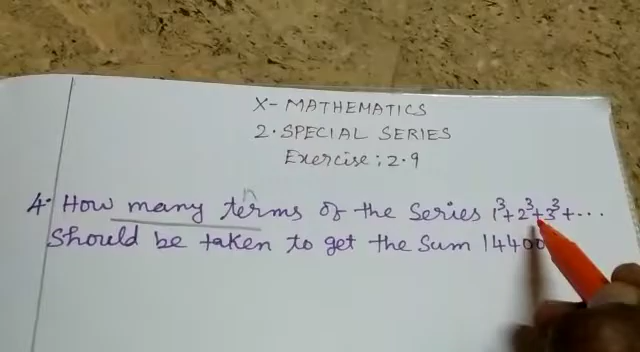 X- MATHEMATICS
2. SPECIAL SERIES
Exercise: 2.9
n
4. How many terms of the Series 1³+2³+3³+...
Should be taken to get the Sum 14400